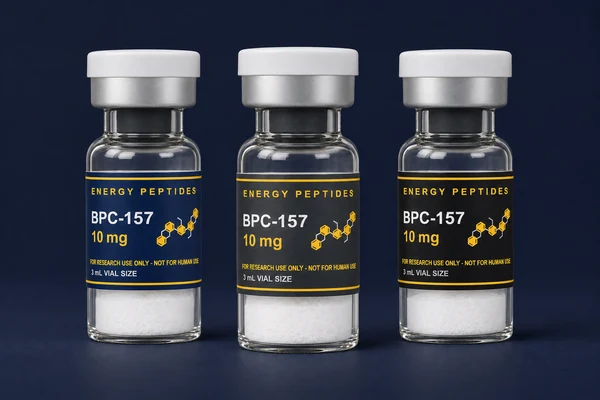 ENERGY PEPTIDES
BPC-157
10 mg
FOR RESEARCH USE ONLY - NOT FOR HUMAN USE
3 mL VIAL SIZE
ENERGY PEPTIDES
BPC-157
10 mg
FOR RESEARCH USE ONLY - NOT FOR HUMAN USE
3 mL VIAL SIZE
ENERGY PEPTIDES
BPC-157
10 mg
FOR RESEARCH USE ONLY - NOT FOR HUMAN USE
3 mL VIAL SIZE